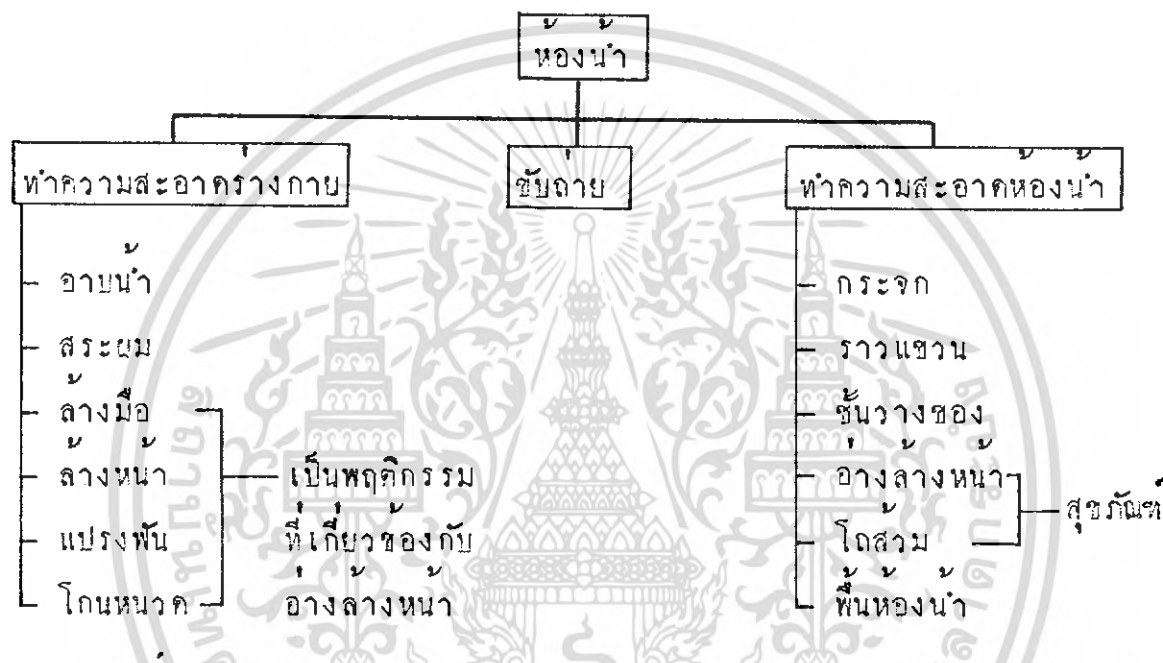 ห้องน้ำ
ทำความสะอาดร่างกาย
ขับถ่าย
ทำความสะอาดห้องน้ำ
อาบน้ำ
สระผม
ล้างมือ
ล้างหน้า
แปรงฟัน
โกนหนวด
เป็นพฤติกรรม
ที่เกี่ยวข้องกับ
อ่างล้างหน้า
กระจก
ราวแขวน
ชั้นวางของ
อ่างล้างหน้า
โถส้วม
พื้นห้องน้ำ
สุขภัณฑ์